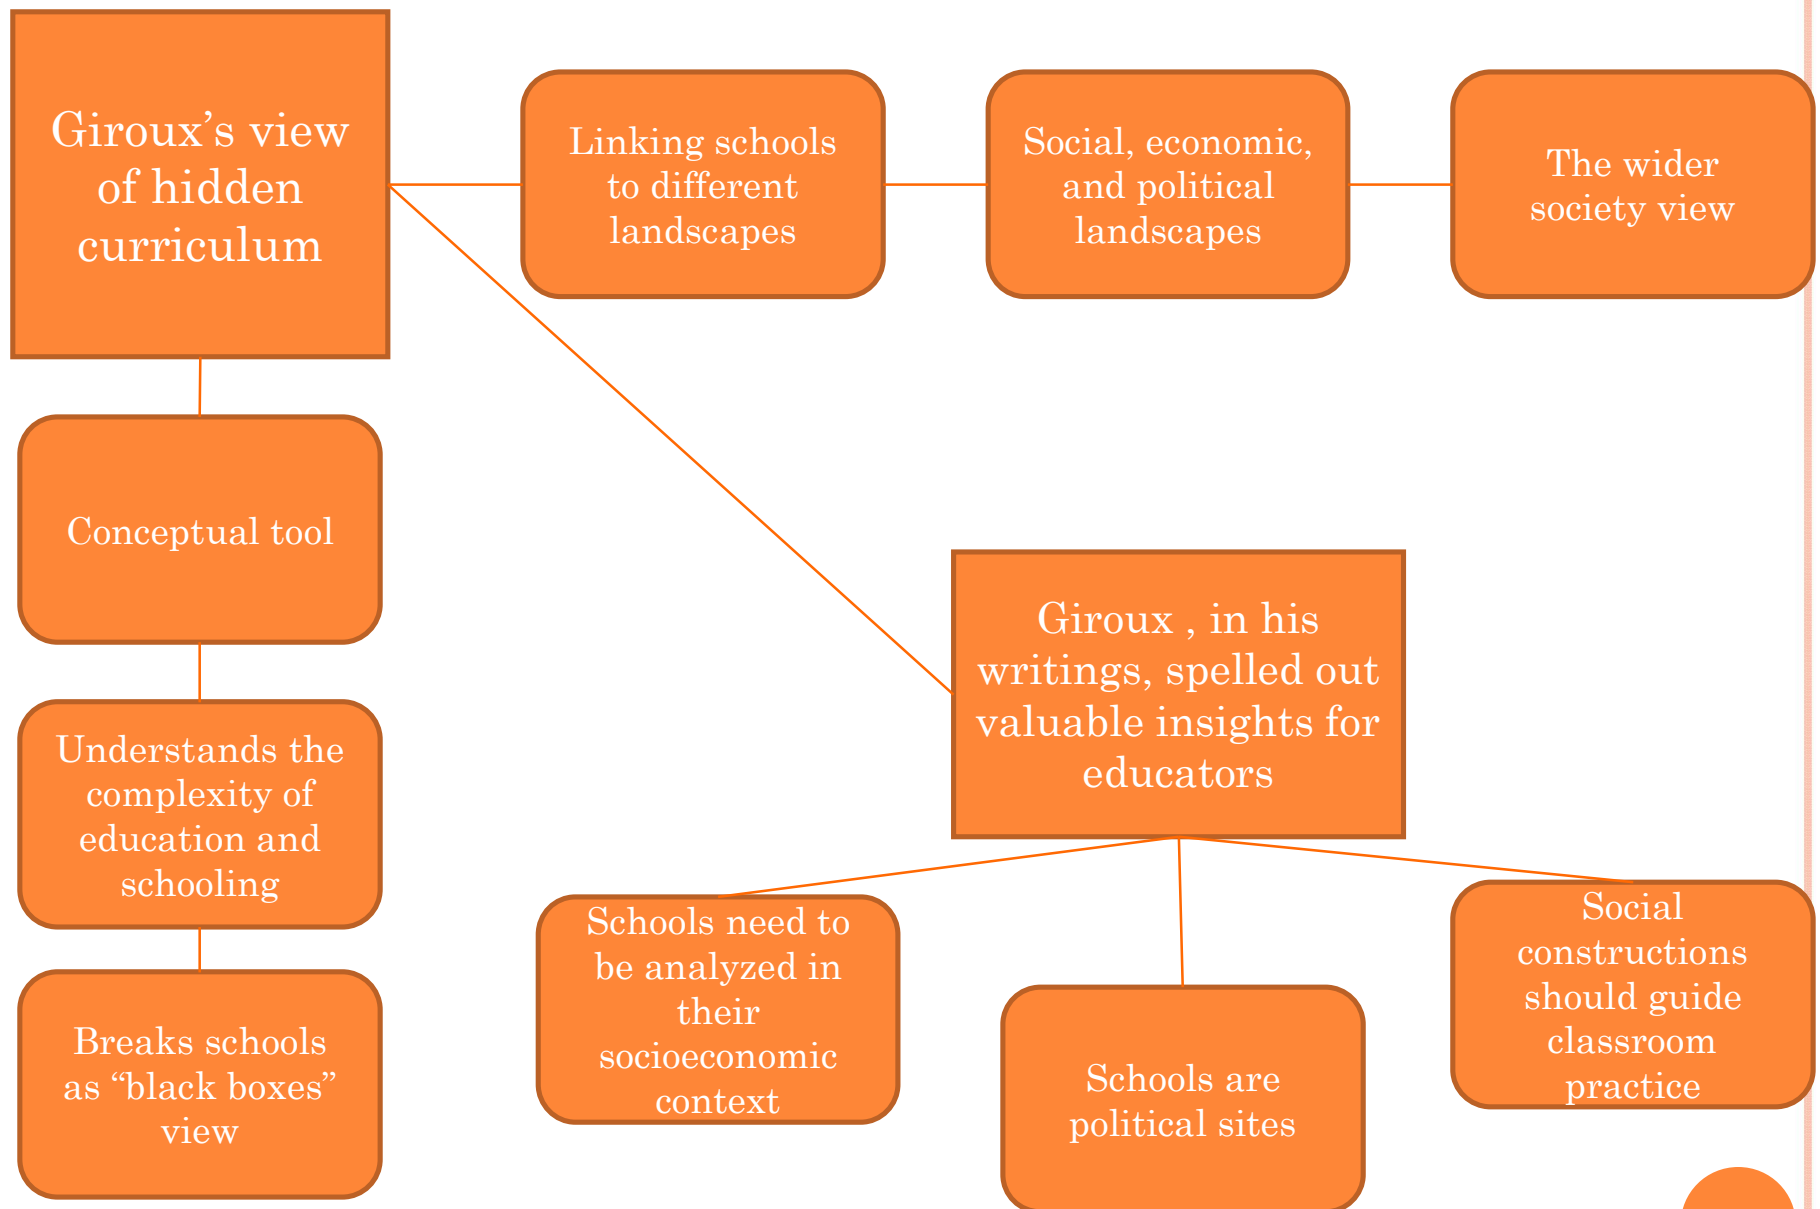 Giroux’s view
of hidden
curriculum
Linking schools
to different
landscapes
Social, economic,
and political
landscapes
The wider
society view
Conceptual tool
Understands the
complexity of
education and
schooling
Breaks schools
as “black boxes”
view
Giroux , in his
writings, spelled out
valuable insights for
educators
Schools need to
be analyzed in
their
socioeconomic
context
Schools are
political sites
Social
constructions
should guide
classroom
practice